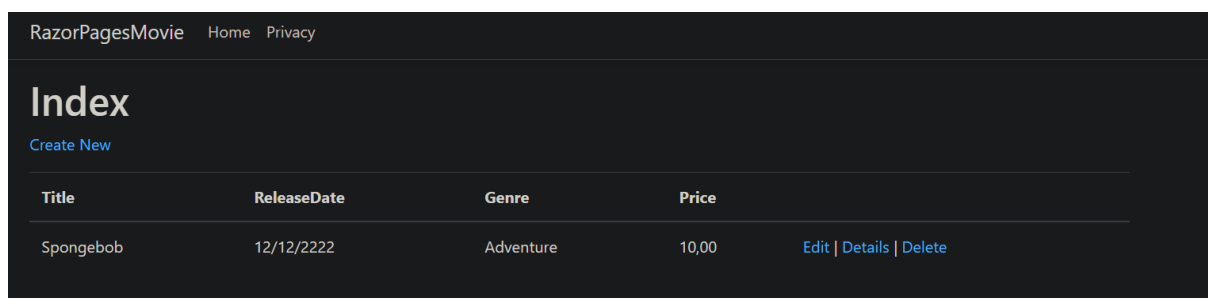 RazorPagesMovie Home Privacy
Index
Create New
Title ReleaseDate Genre Price
Spongebob 12/12/2222 Adventure 10,00 Edit | Details | Delete